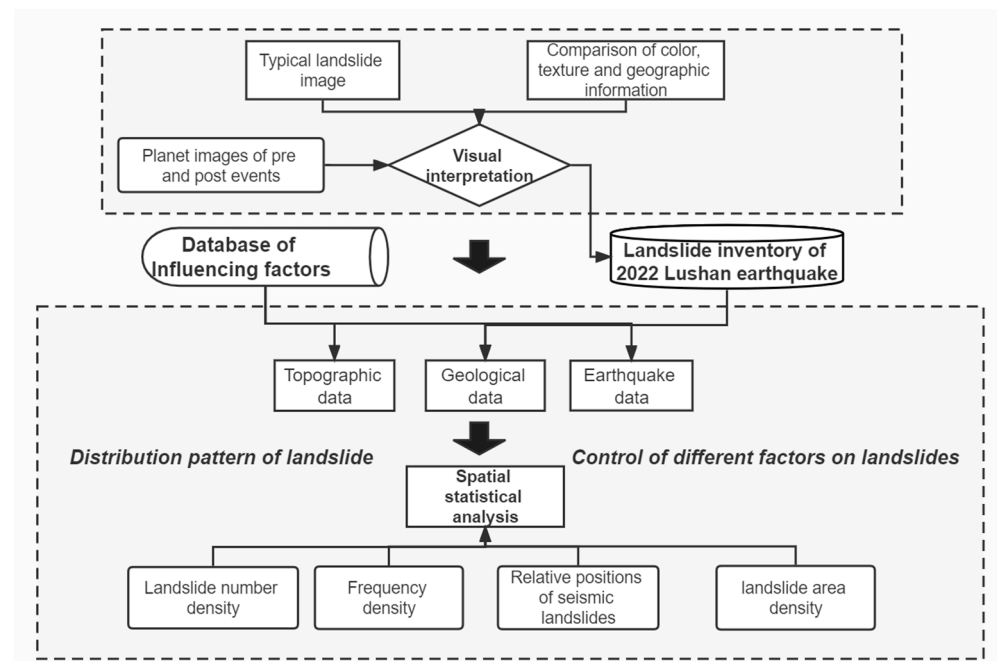 Typical landslide
image
Comparison of color,
texture and geographic
information
Planet images of pre
and post events
Visual
interpretation
Database of
Influencing factors
Landslide inventory of
2022 Lushan earthquake
Topographic
data
Geological
data
Earthquake
data
Distribution pattern of landslide
Control of different factors on landslides
Spatial
statistical
analysis
Landslide number
density
Frequency
density
Relative positions
of seismic
landslides
landslide area
density